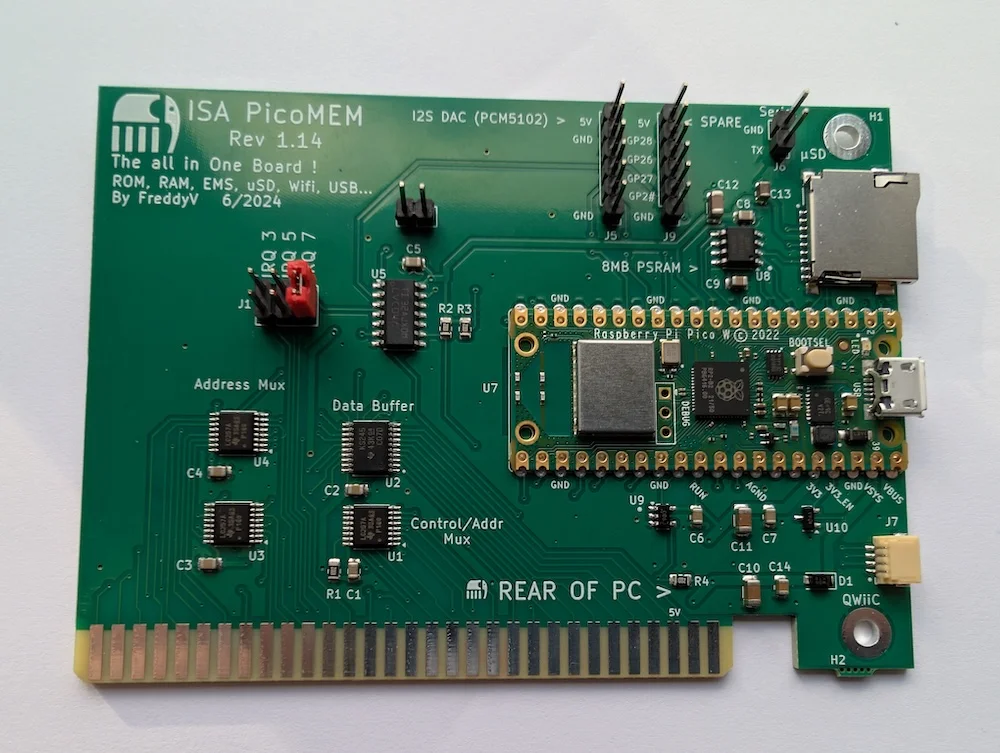 ISA PicoMEM
Rev 1.14
The all in One Board !
ROM, RAM, EMS, uSD, Wifi, USB...
By FreddyV 6/2024
I2S DAC (PCM5102) >
5V
GND
GND
J5
5V
< SPARE
GP28
GP26
GP27
GP2#
GND
J9
GND
TX
J6
H1
µSD
C12
C13
C8
8MB PSRAM >
U8
C9
IRQ 3
IRQ 5
IRQ 7
J1
C5
U5
R2 R3
Address Mux
U4
C4
U3
C3
Data Buffer
U2
C2
Control/Addr
Mux
U1
R1 C1
U7
GND
GND
GND
GND
Raspberry Pi Pico W © 2022
BOOTSEL
LED
USB
DEBUG
39
GND
GND
RUN
AGND
3V3
3V3_EN
GND
VSYS
VBUS
U9
C6
C11
C7
U10
J7
REAR OF PC >
R4
5V
C10
C14
D1
QWiiC
H2